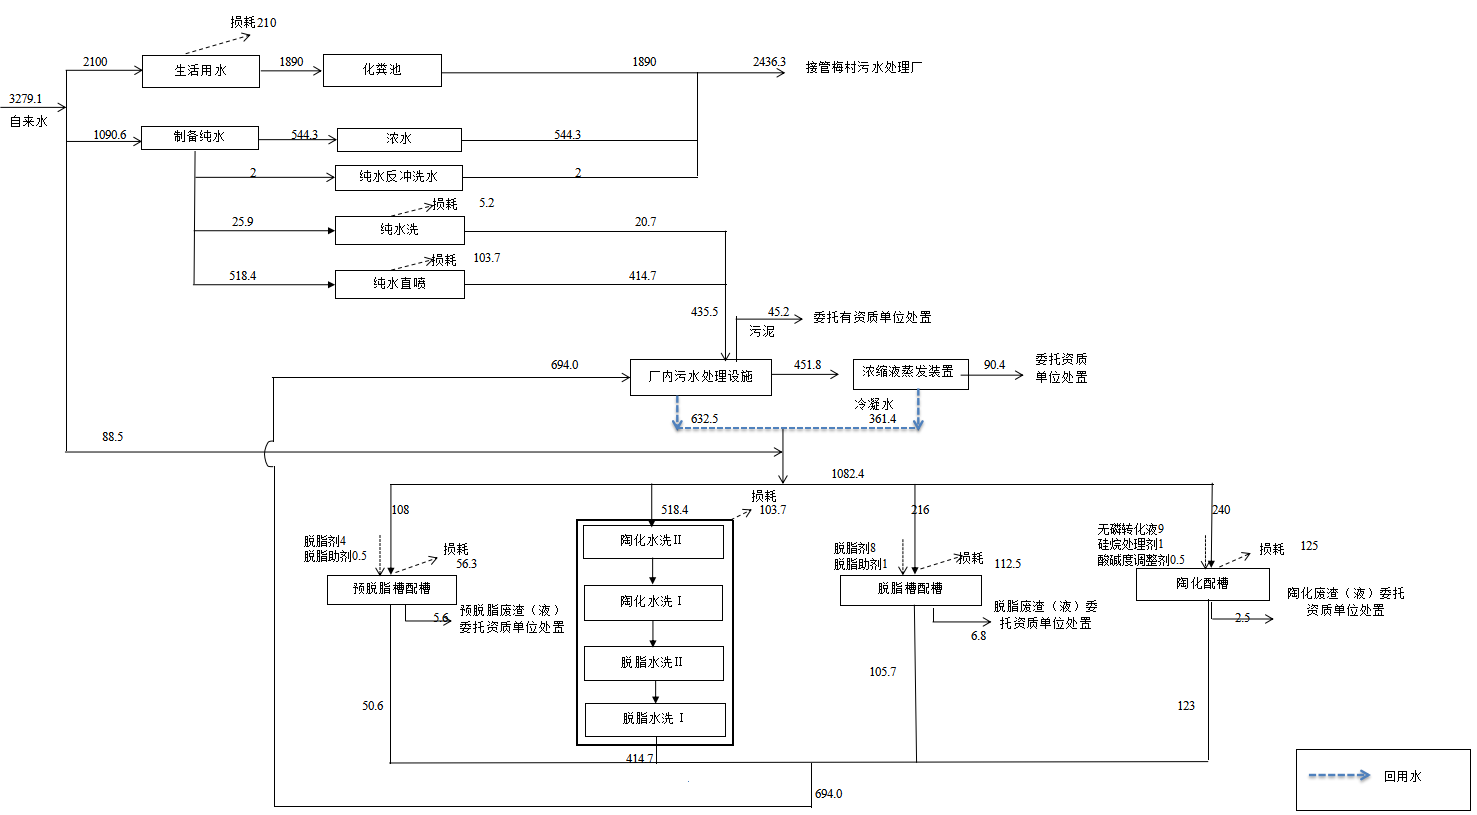 损耗210
2100
生活用水
1890
化粪池
1890
2436.3
接管梅村污水处理厂
3279.1
自来水
1090.6
制备纯水
544.3
浓水
544.3
2
纯水反冲洗水
2
损耗
5.2
25.9
纯水洗
20.7
损耗
103.7
518.4
纯水直喷
414.7
435.5
45.2
委托有资质单位处置
污泥
694.0
厂内污水处理设施
451.8
浓缩液蒸发装置
90.4
委托资质
单位处置
冷凝水
632.5
361.4
88.5
1082.4
108
518.4
损耗
103.7
216
240
脱脂剂4
脱脂助剂0.5
损耗
56.3
预脱脂槽配槽
5.6
预脱脂废渣（液）
委托资质单位处置
50.6
陶化水洗Ⅱ
陶化水洗Ⅰ
脱脂水洗Ⅱ
脱脂水洗Ⅰ
414.7
脱脂剂8
脱脂助剂1
损耗
112.5
脱脂槽配槽
脱脂废渣（液）委
托资质单位处置
6.8
105.7
无磷转化液9
硅烷处理剂1
酸碱度调整剂0.5
损耗
125
陶化配槽
2.5
陶化废渣（液）委托
资质单位处置
123
694.0
回用水